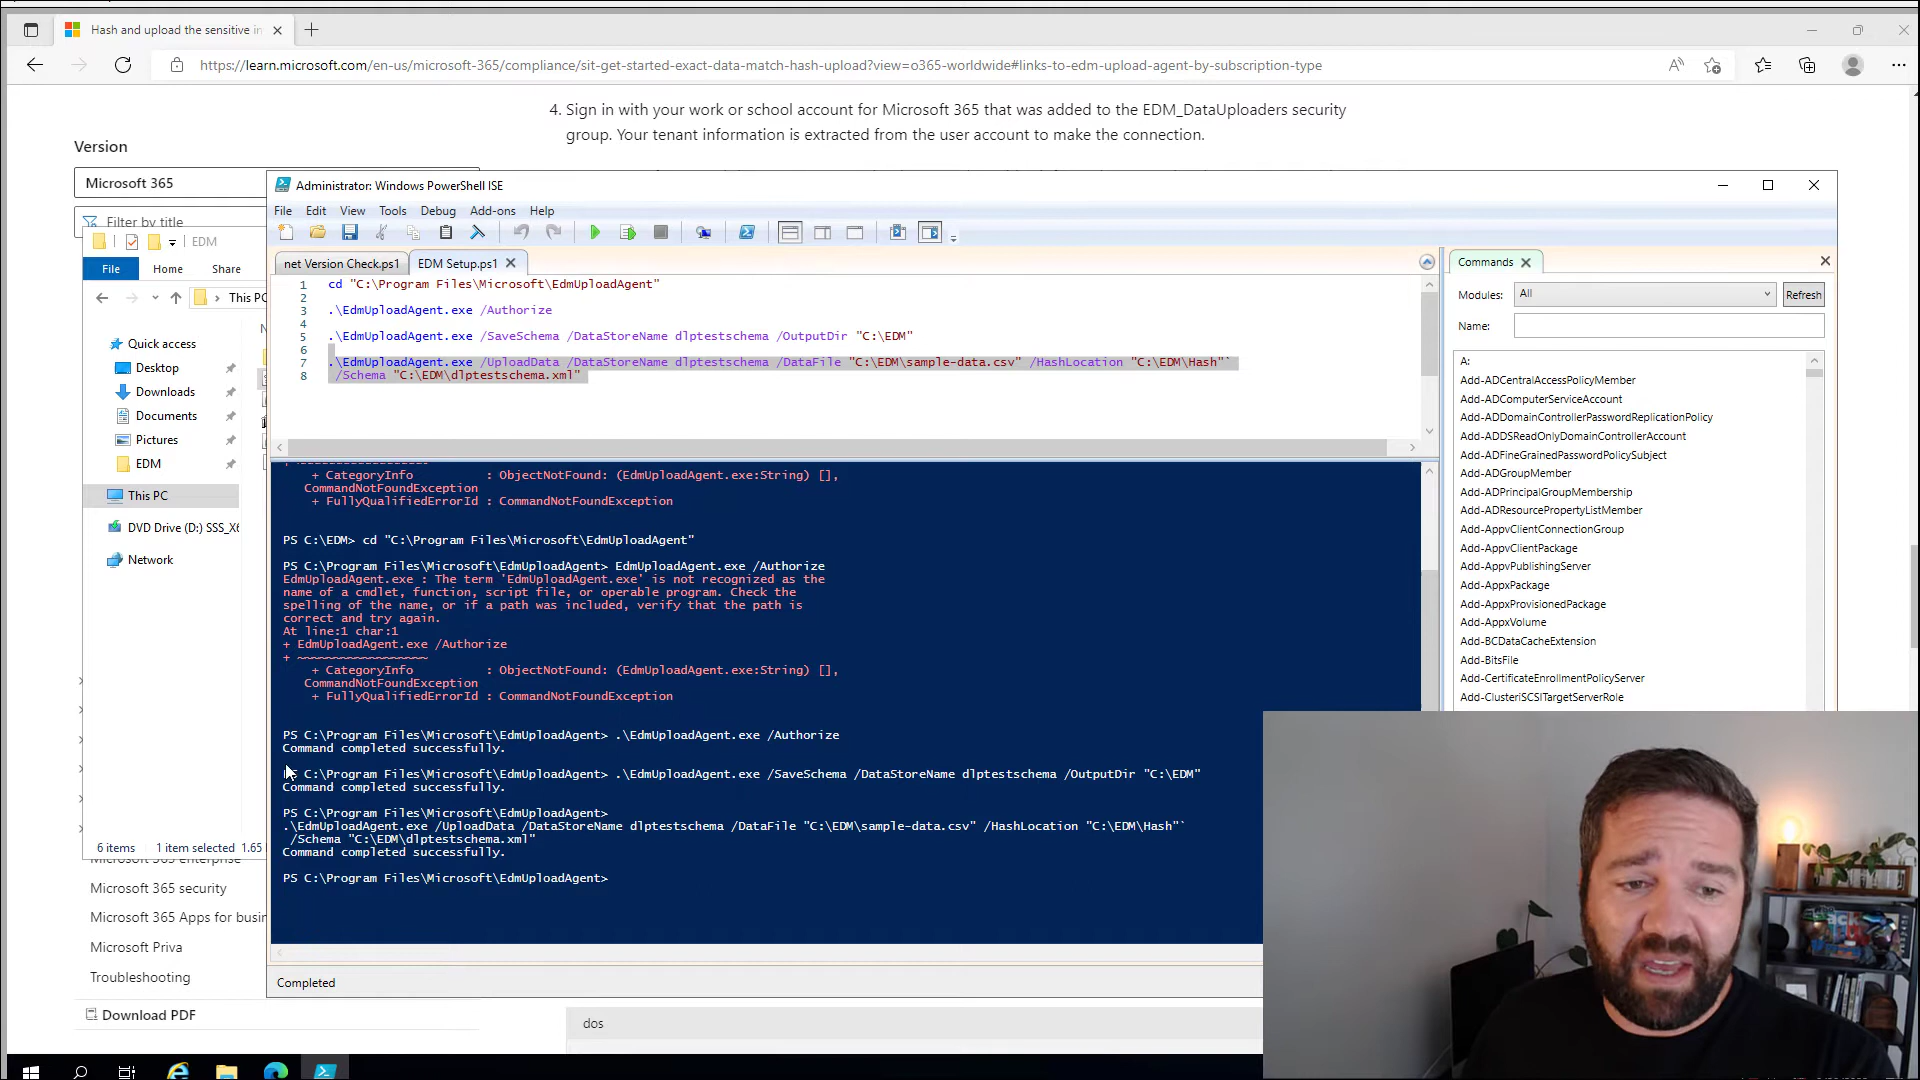 Hash and upload the sensitive in
https://learn.microsoft.com/en-us/microsoft-365/compliance/sit-get-started-exact-data-match-hash-upload?view=o365-worldwide#links-to-edm-upload-agent-by-subscription-type
4. Sign in with your work or school account for Microsoft 365 that was added to the EDM_DataUploaders security
group. Your tenant information is extracted from the user account to make the connection.
Version
Microsoft 365
Filter by title
EDM
File Home Share
This PC
Quick access
Desktop
Downloads
Documents
Pictures
EDM
This PC
DVD Drive (D:) SSS_X6
Network
6 items 1 item selected 1.65
Microsoft 365 enterprise
Microsoft 365 security
Microsoft 365 Apps for busin
Microsoft Priva
Troubleshooting
Download PDF
Administrator: Windows PowerShell ISE
File Edit View Tools Debug Add-ons Help
net Version Check.ps1 EDM Setup.ps1
1 cd "C:\Program Files\Microsoft\EdmUploadAgent"
2
3 .\EdmUploadAgent.exe /Authorize
4
5 .\EdmUploadAgent.exe /SaveSchema /DataStoreName dlptestschema /OutputDir "C:\EDM"
6
7 .\EdmUploadAgent.exe /UploadData /DataStoreName dlptestschema /DataFile "C:\EDM\sample-data.csv" /HashLocation "C:\EDM\Hash"`
8 /Schema "C:\EDM\dlptestschema.xml"
+ CategoryInfo : ObjectNotFound: (EdmUploadAgent.exe:String) [],
CommandNotFoundException
+ FullyQualifiedErrorId : CommandNotFoundException
PS C:\EDM> cd "C:\Program Files\Microsoft\EdmUploadAgent"
PS C:\Program Files\Microsoft\EdmUploadAgent> EdmUploadAgent.exe /Authorize
EdmUploadAgent.exe : The term 'EdmUploadAgent.exe' is not recognized as the
name of a cmdlet, function, script file, or operable program. Check the
spelling of the name, or if a path was included, verify that the path is
correct and try again.
At line:1 char:1
+ EdmUploadAgent.exe /Authorize
+ ~~~~~~~~~~~~~~~~~~
+ CategoryInfo : ObjectNotFound: (EdmUploadAgent.exe:String) [],
CommandNotFoundException
+ FullyQualifiedErrorId : CommandNotFoundException
PS C:\Program Files\Microsoft\EdmUploadAgent> .\EdmUploadAgent.exe /Authorize
Command completed successfully.
PS C:\Program Files\Microsoft\EdmUploadAgent> .\EdmUploadAgent.exe /SaveSchema /DataStoreName dlptestschema /OutputDir "C:\EDM"
Command completed successfully.
PS C:\Program Files\Microsoft\EdmUploadAgent>
.\EdmUploadAgent.exe /UploadData /DataStoreName dlptestschema /DataFile "C:\EDM\sample-data.csv" /HashLocation "C:\EDM\Hash"`
/Schema "C:\EDM\dlptestschema.xml"
Command completed successfully.
PS C:\Program Files\Microsoft\EdmUploadAgent>
Completed
Commands
Modules: All Refresh
Name:
A:
Add-ADCentralAccessPolicyMember
Add-ADComputerServiceAccount
Add-ADDomainControllerPasswordReplicationPolicy
Add-ADDSReadOnlyDomainControllerAccount
Add-ADFineGrainedPasswordPolicySubject
Add-ADGroupMember
Add-ADPrincipalGroupMembership
Add-ADResourcePropertyListMember
Add-AppvClientConnectionGroup
Add-AppvClientPackage
Add-AppvPublishingServer
Add-AppxPackage
Add-AppxProvisionedPackage
Add-AppxVolume
Add-BCDataCacheExtension
Add-BitsFile
Add-CertificateEnrollmentPolicyServer
Add-ClusteriSCSITargetServerRole
dos